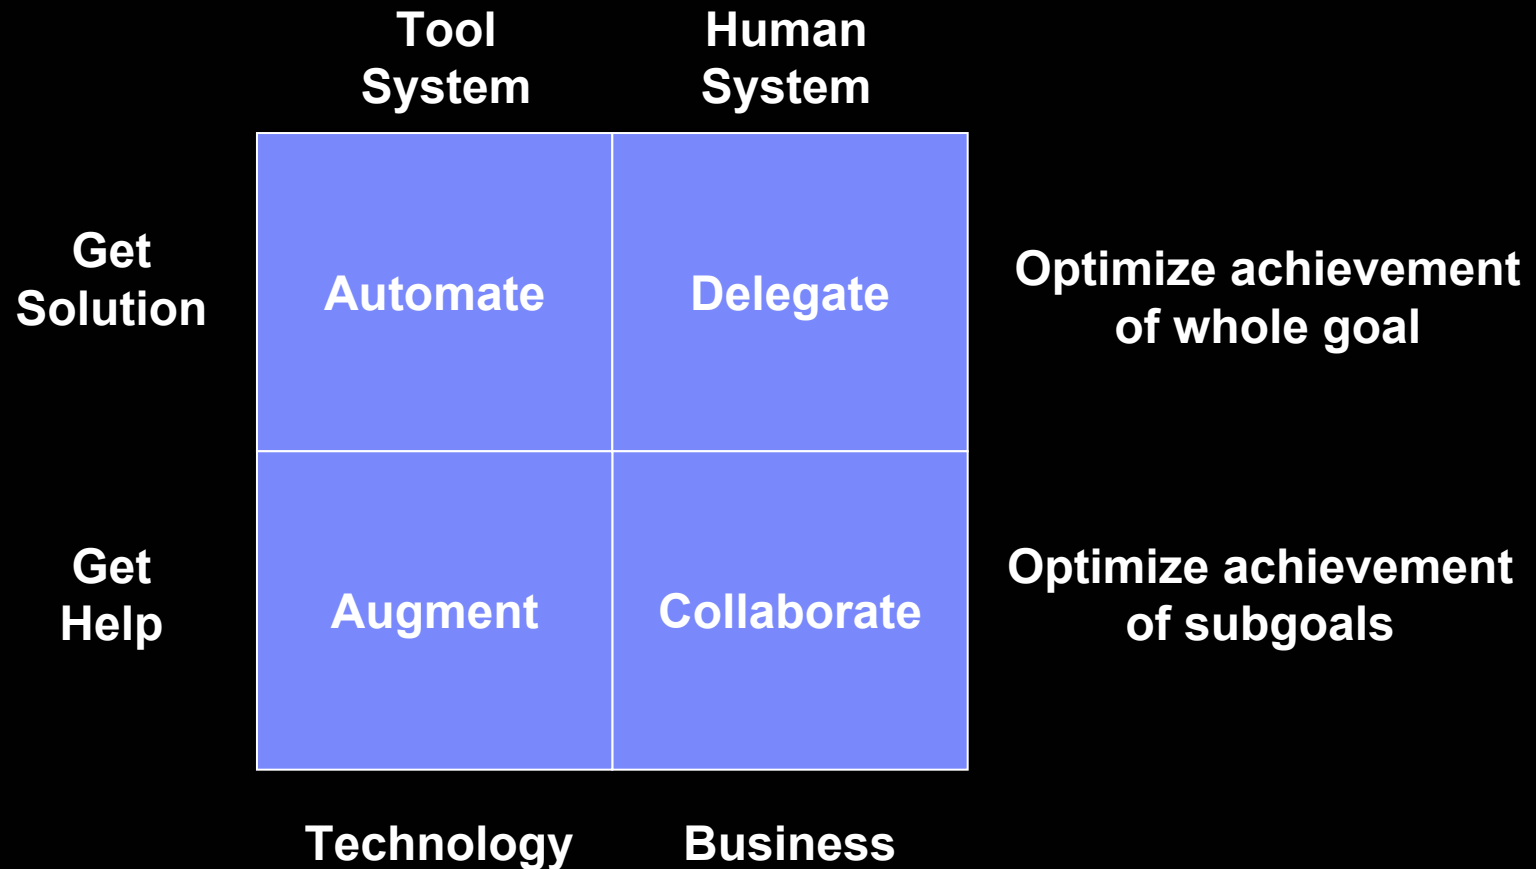 Tool
System
Human
System
Get
Solution
Automate
Delegate
Optimize achievement
of whole goal
Get
Help
Augment
Collaborate
Optimize achievement
of subgoals
Technology
Business